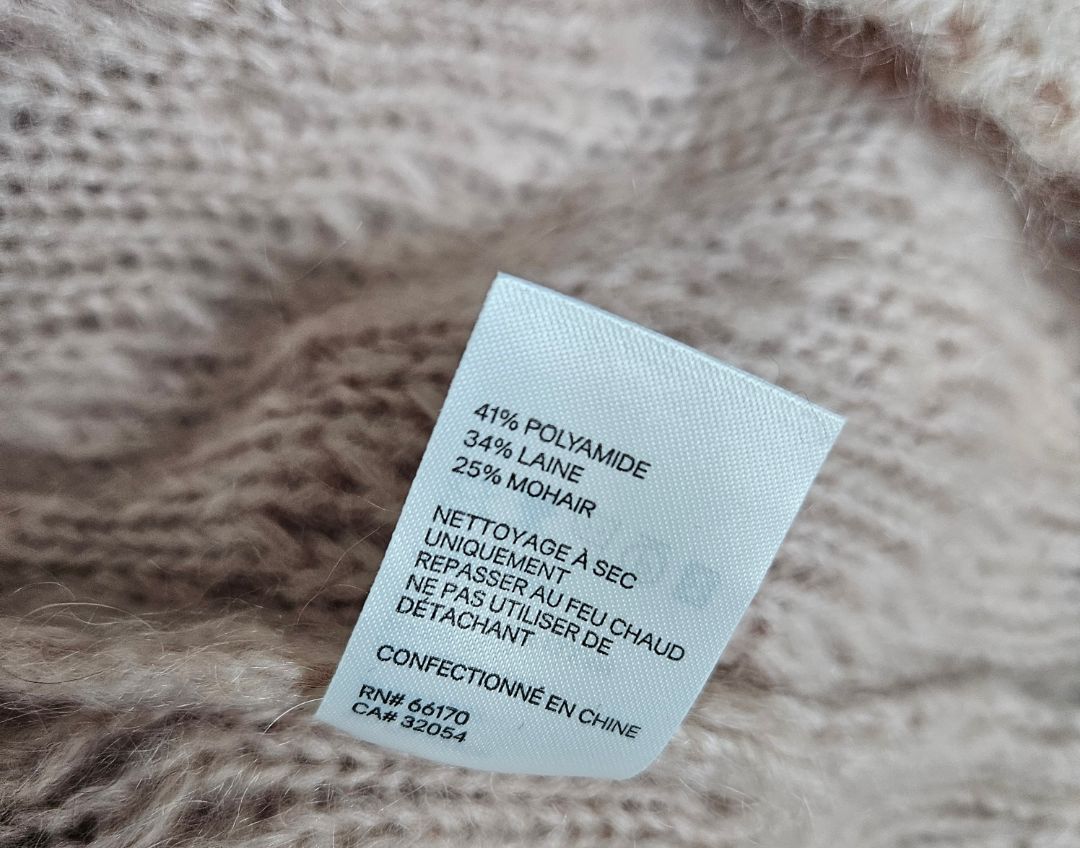 41% POLYAMIDE
34% LAINE
25% MOHAIR
NETTOYAGE À SEC
UNIQUEMENT
REPASSER AU FEU CHAUD
NE PAS UTILISER DE
DÉTACHANT
CONFECTIONNÉ EN CHINE
RN# 66170
CA# 32054